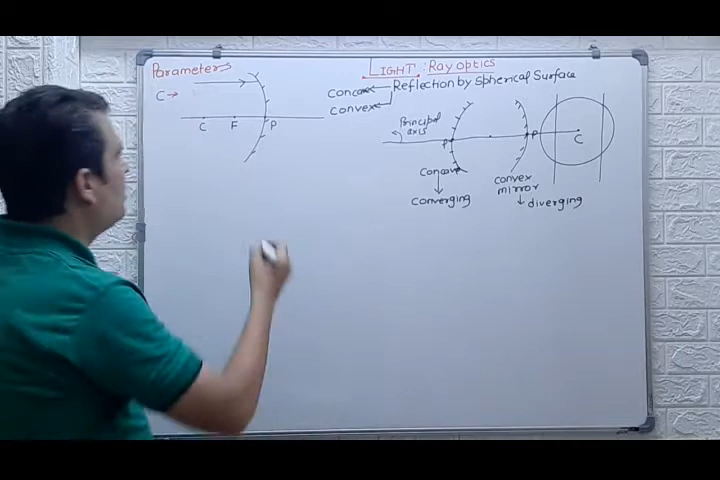 LIGHT : Ray optics
Parameters
C →
C F P
Reflection by Spherical Surface
Concave
Convex
Principal
axis
P
P
C
Concave
converging
convex
mirror
diverging